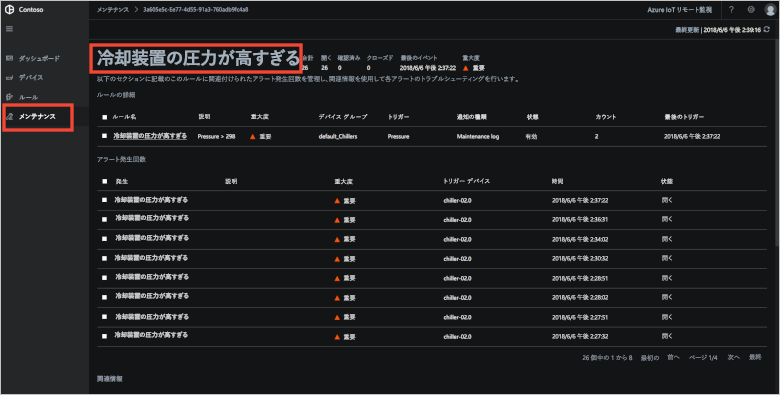 Contoso
メンテナンス > 3a605e5c-5e77-4d55-91a3-760adb9fc4a8
Azure IoT リモート監視
?
最終更新 | 2018/6/6 午後 2:39:16
ダッシュボード
デバイス
ルール
メンテナンス
冷却装置の圧力が高すぎる
合計 開く 確認済み クローズド 最後のイベント 重大度
26 26 0 0 2018/6/6 午後 2:37:22 重要
以下のセクションに記載のこのルールに関連付けられたアラート発生回数を管理し、関連情報を使用して各アラートのトラブルシューティングを行います。
ルールの詳細
ルール名 説明 重大度 デバイス グループ トリガー 通知の種類 状態 カウント 最後のトリガー
冷却装置の圧力が高すぎる Pressure > 298 重要 default_Chillers Pressure Maintenance log 有効 2 2018/6/6 午後 2:37:22
アラート発生回数
発生 説明 重大度 トリガー デバイス 時刻 状態
冷却装置の圧力が高すぎる 重要 chiller-02.0 2018/6/6 午後 2:37:22 開く
冷却装置の圧力が高すぎる 重要 chiller-02.0 2018/6/6 午後 2:36:31 開く
冷却装置の圧力が高すぎる 重要 chiller-02.0 2018/6/6 午後 2:34:02 開く
冷却装置の圧力が高すぎる 重要 chiller-02.0 2018/6/6 午後 2:30:32 開く
冷却装置の圧力が高すぎる 重要 chiller-02.0 2018/6/6 午後 2:28:51 開く
冷却装置の圧力が高すぎる 重要 chiller-02.0 2018/6/6 午後 2:28:02 開く
冷却装置の圧力が高すぎる 重要 chiller-02.0 2018/6/6 午後 2:27:51 開く
冷却装置の圧力が高すぎる 重要 chiller-02.0 2018/6/6 午後 2:27:32 開く
26 個中の 1 から 8 最初の 前へ ページ 1/4 次へ 最終
関連情報